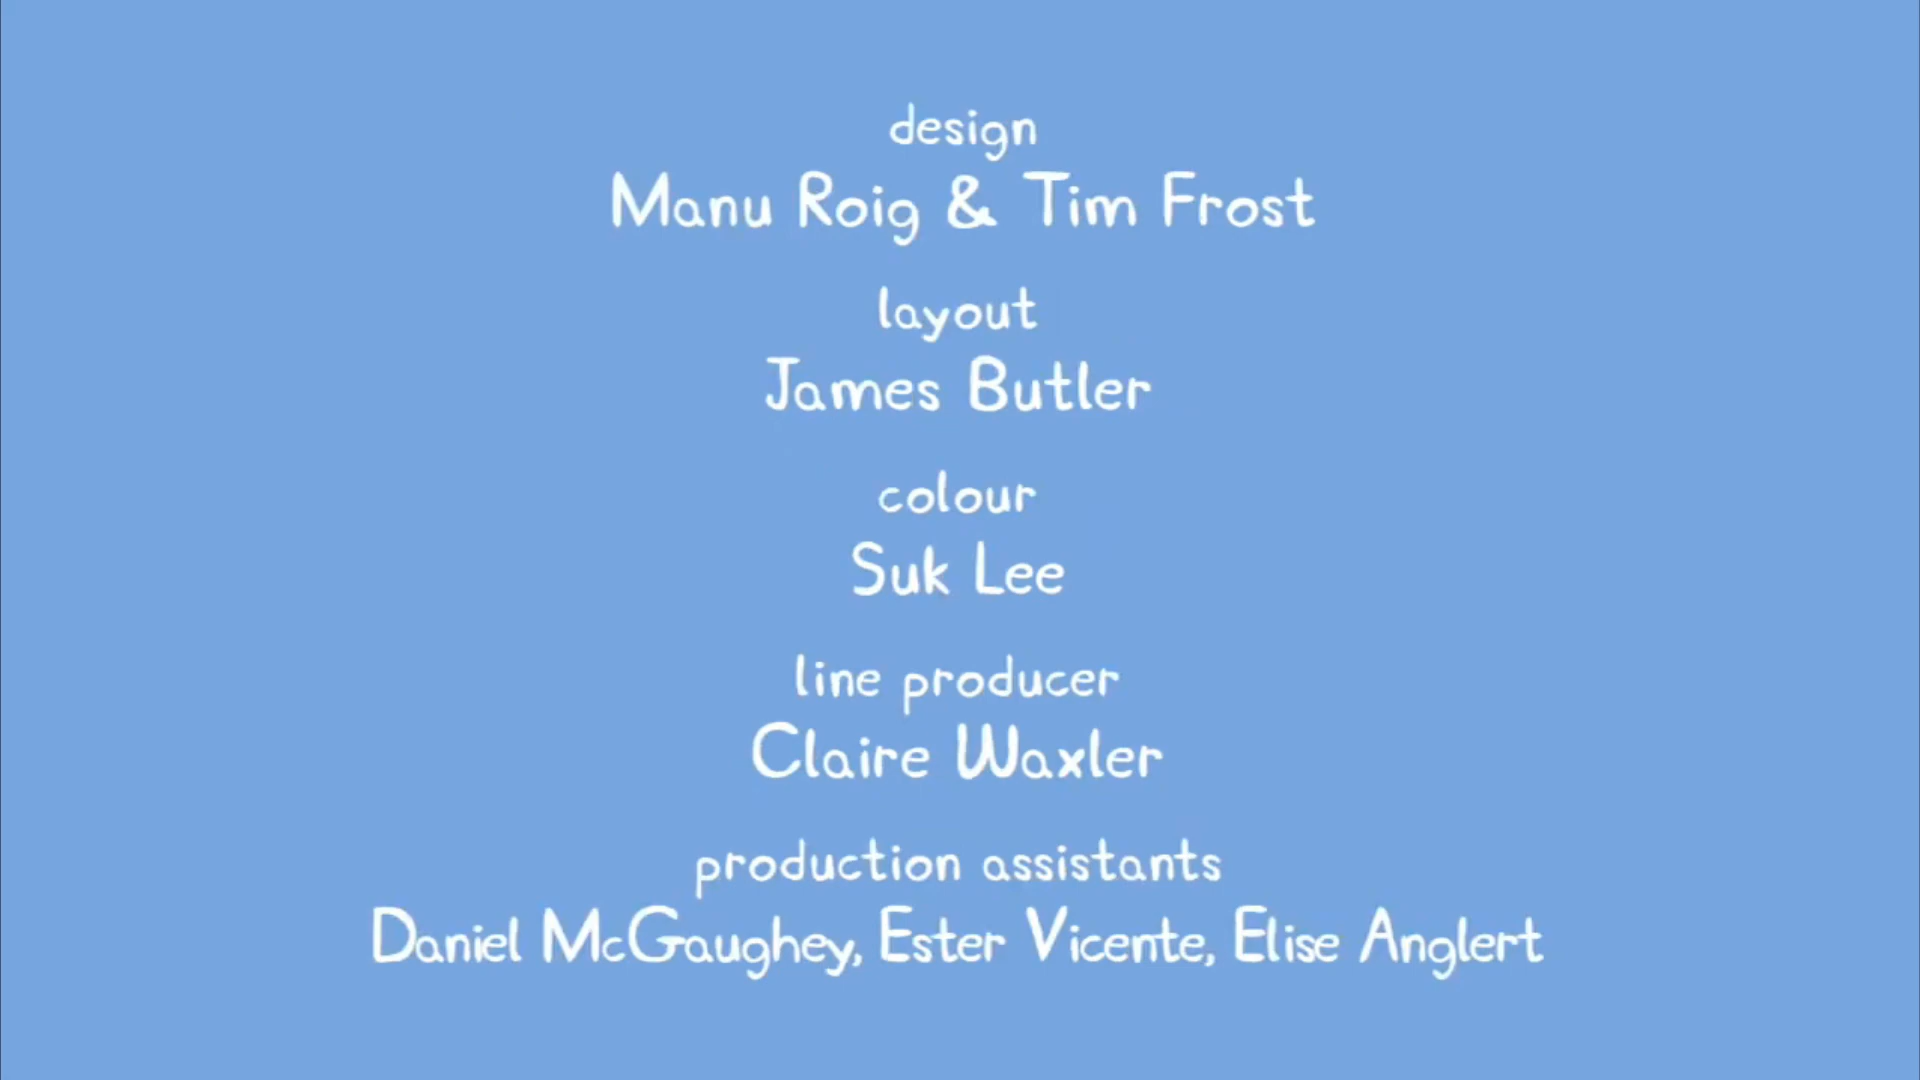 design
Manu Roig & Tim Frost
layout
James Butler
colour
Suk Lee
line producer
Claire Waxler
production assistants
Daniel McGaughey, Ester Vicente, Elise Anglert